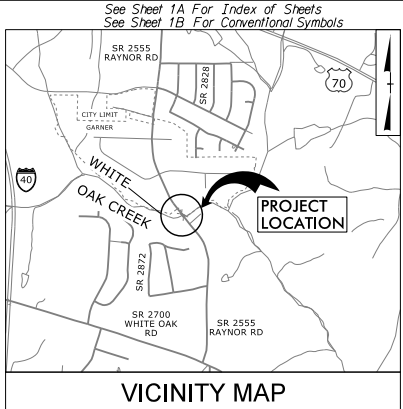 See Sheet 1A For Index of Sheets
See Sheet 1B For Conventional Symbols
SR 2555
RAYNOR RD
SR 2828
70
CITY LIMIT
GARNER
40
WHITE
OAK CREEK
PROJECT
LOCATION
SR 2872
SR 2700
WHITE OAK
RD
SR 2555
RAYNOR RD
VICINITY MAP